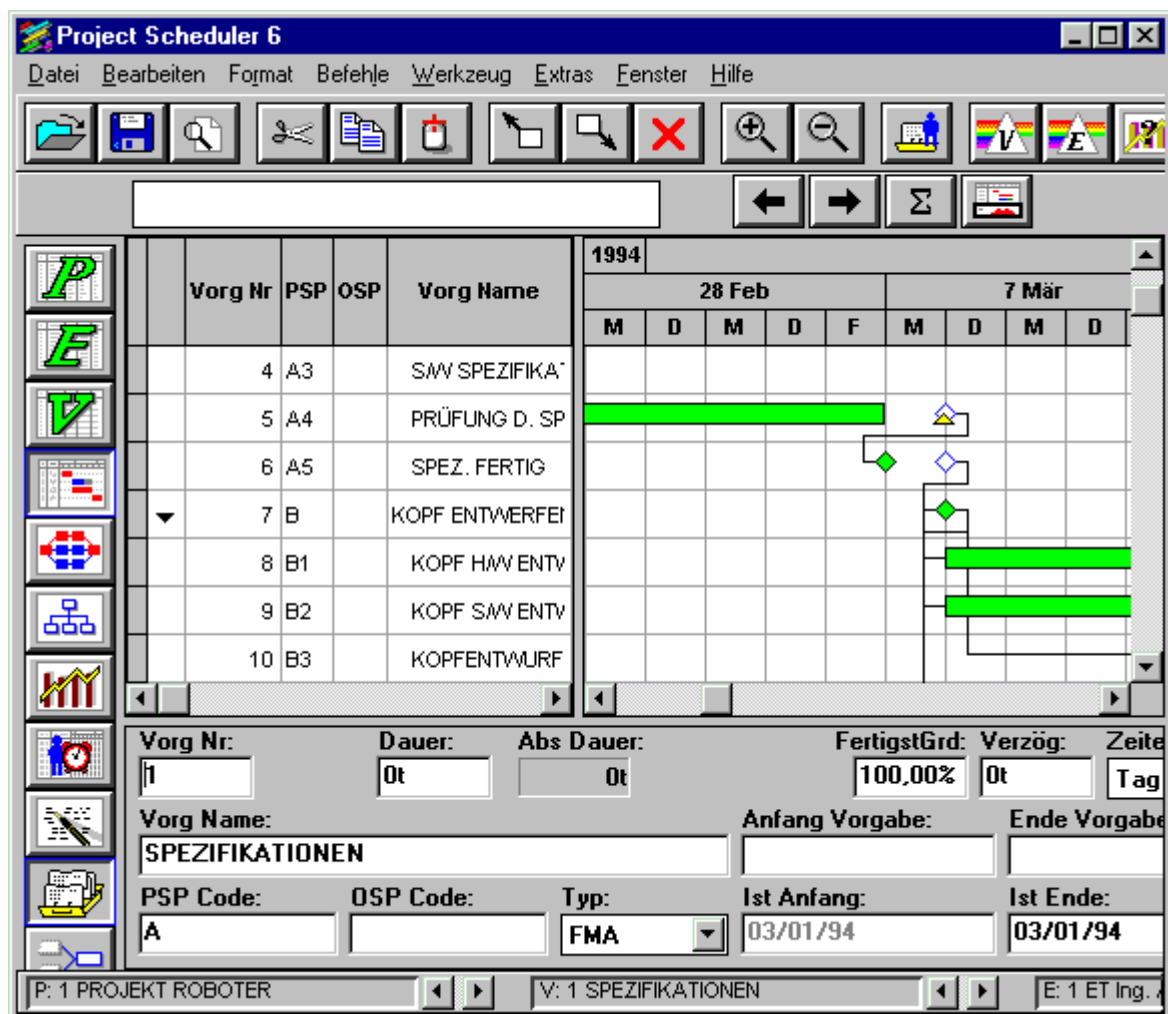 Project Scheduler 6
Datei Bearbeiten Format Befehle Werkzeug Extras Fenster Hilfe
V E ?
Σ
P
E
V
Vorg Nr PSP OSP Vorg Name
1994
28 Feb 7 Mär
M D M D F M D M D
4 A3 S/W SPEZIFIKAT
5 A4 PRÜFUNG D. SP
6 A5 SPEZ. FERTIG
7 B KOPF ENTWERFEN
8 B1 KOPF H/W ENTW
9 B2 KOPF S/W ENTW
10 B3 KOPFENTWURF
Vorg Nr: Dauer: Abs Dauer: FertigstGrd: Verzög: Zeite
1 0t 0t 100,00% 0t Tag
Vorg Name: Anfang Vorgabe: Ende Vorgabe
SPEZIFIKATIONEN
PSP Code: OSP Code: Typ: Ist Anfang: Ist Ende:
A FMA 03/01/94 03/01/94
P: 1 PROJEKT ROBOTER V: 1 SPEZIFIKATIONEN E: 1 ET Ing.